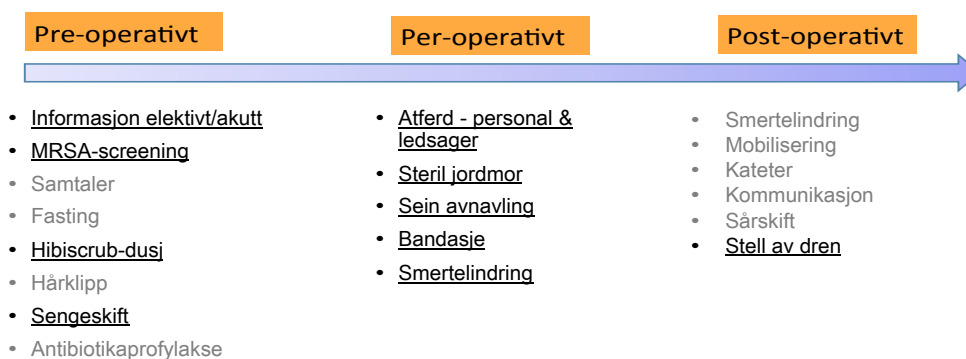 Pre-operativt
Per-operativt
Post-operativt
• Informasjon elektivt/akutt
• MRSA-screening
• Samtaler
• Fasting
• Hibiscrub-dusj
• Hårklipp
• Sengeskift
• Antibiotikaprofylakse
• Atferd - personal &
ledsager
• Steril jordmor
• Sein avnavling
• Bandasje
• Smertelindring
• Smertelindring
• Mobilisering
• Kateter
• Kommunikasjon
• Sårskift
• Stell av dren